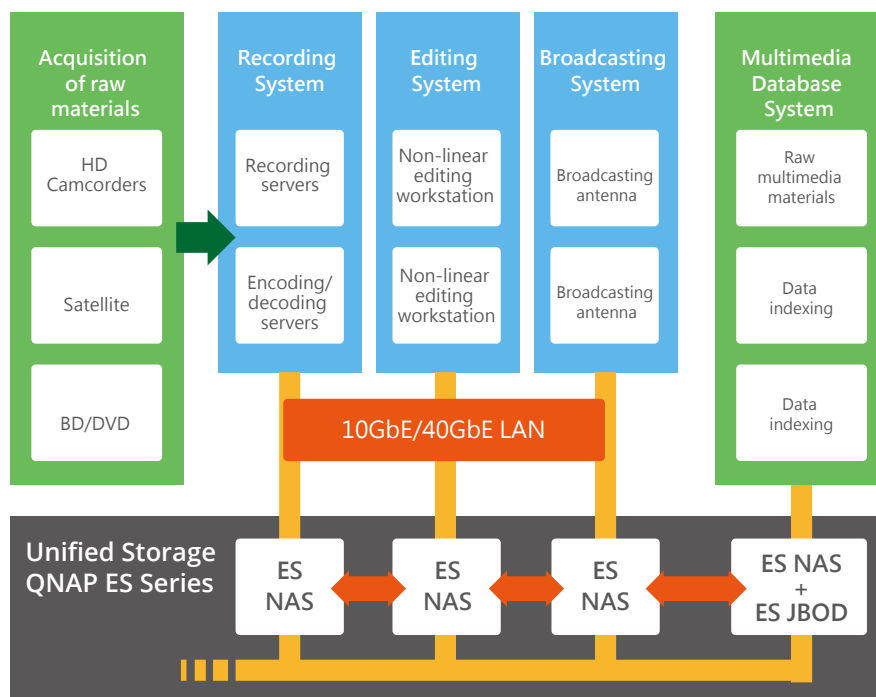 Acquisition
of raw
materials
HD
Camcorders
Satellite
BD/DVD
Recording
System
Recording
servers
Encoding/
decoding
servers
Editing
System
Non-linear
editing
workstation
Non-linear
editing
workstation
Broadcasting
System
Broadcasting
antenna
Broadcasting
antenna
Multimedia
Database
System
Raw
multimedia
materials
Data
indexing
Data
indexing
10GbE/40GbE LAN
Unified Storage
QNAP ES Series
ES
NAS
ES
NAS
ES
NAS
ES NAS
+
ES JBOD